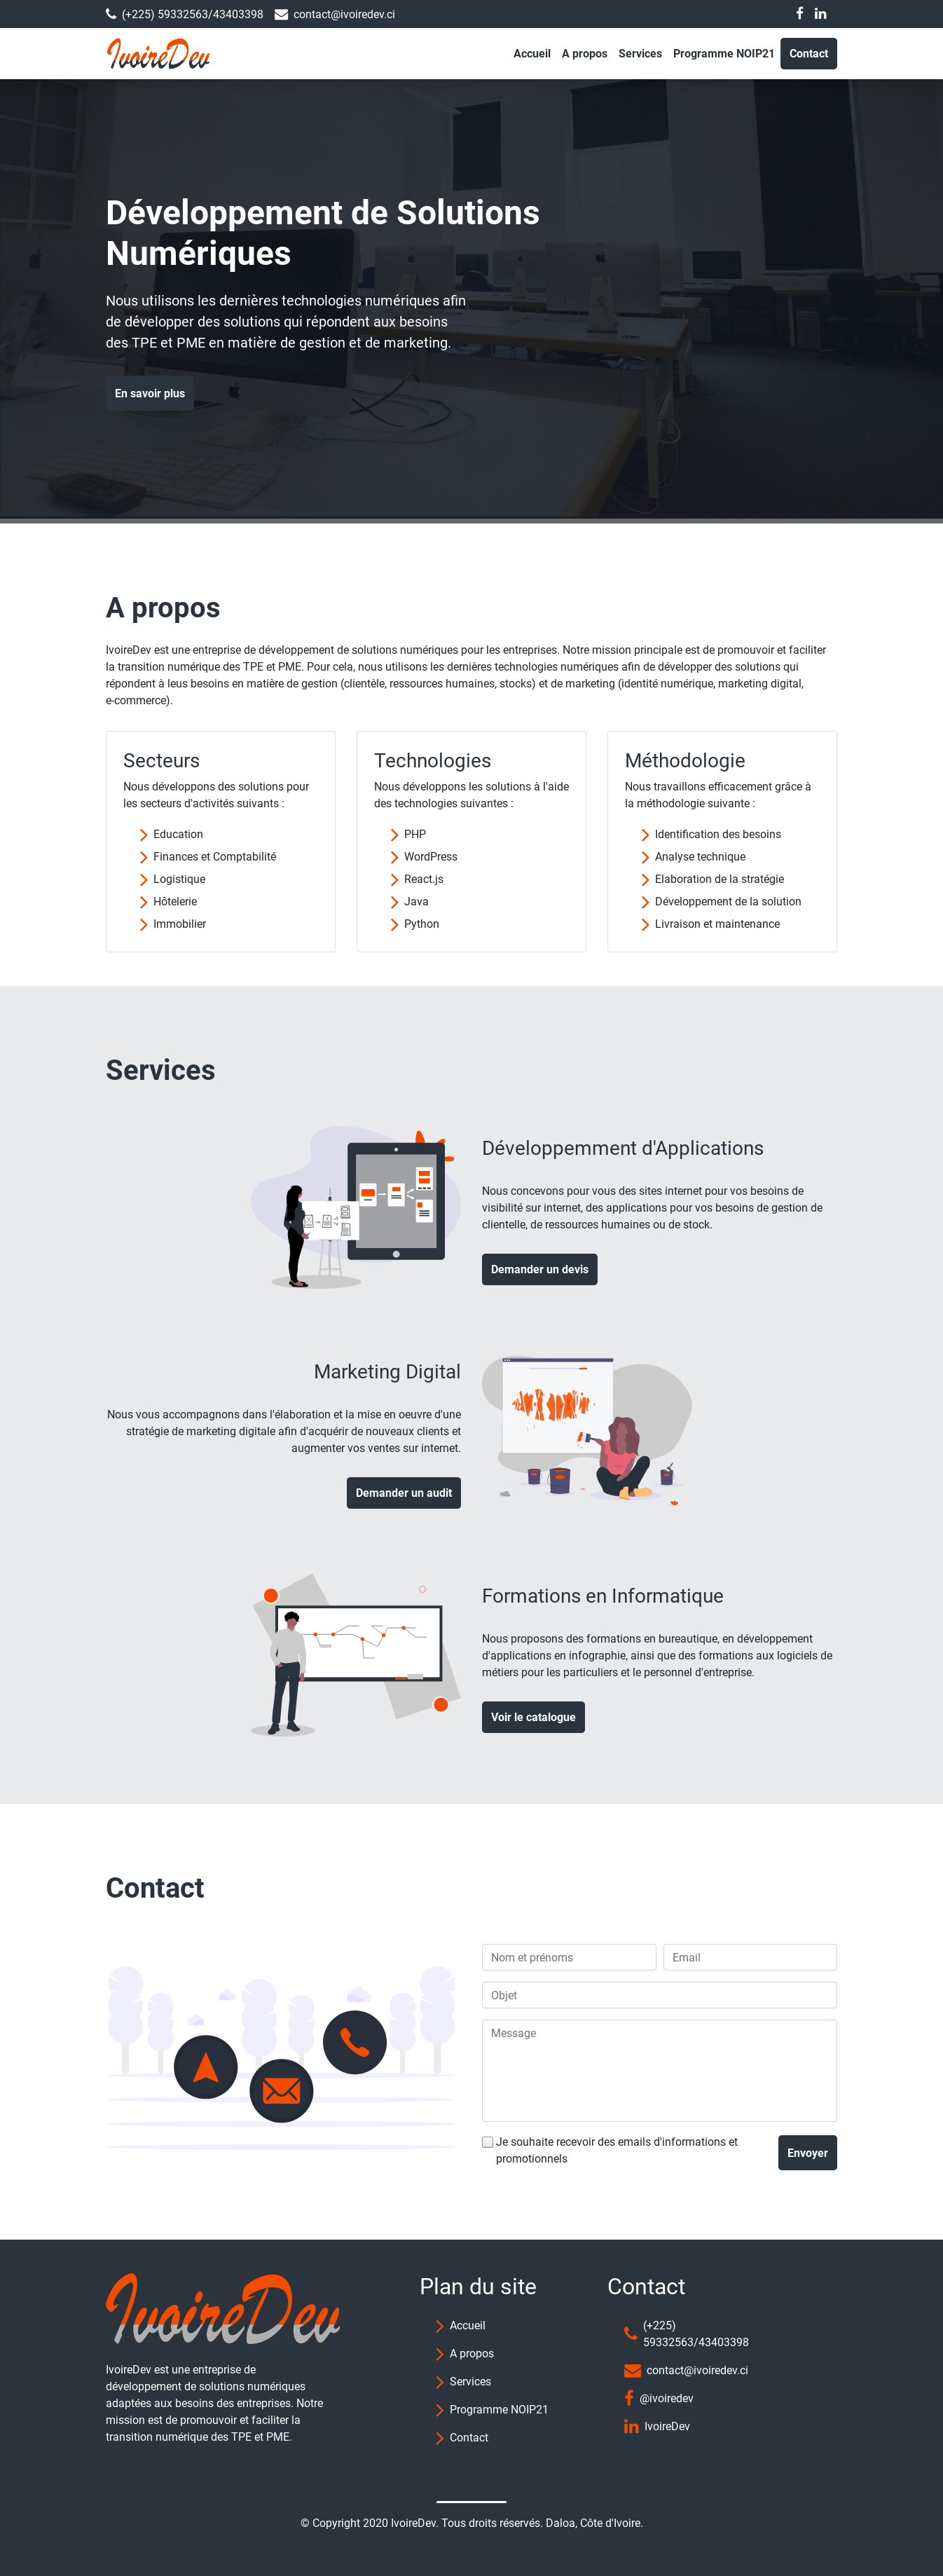 (+225) 59332563/43403398 contact@ivoiredev.ci
IvoireDev
Accueil A propos Services Programme NOIP21 Contact
Développement de Solutions
Numériques
Nous utilisons les dernières technologies numériques afin
de développer des solutions qui répondent aux besoins
des TPE et PME en matière de gestion et de marketing.
En savoir plus
A propos
IvoireDev est une entreprise de développement de solutions numériques pour les entreprises. Notre mission principale est de promouvoir et faciliter
la transition numérique des TPE et PME. Pour cela, nous utilisons les dernières technologies numériques afin de développer des solutions qui
répondent à leus besoins en matière de gestion (clientèle, ressources humaines, stocks) et de marketing (identité numérique, marketing digital,
e-commerce).
Secteurs
Nous développons des solutions pour
les secteurs d'activités suivants :
Education
Finances et Comptabilité
Logistique
Hôtelerie
Immobilier
Technologies
Nous développons les solutions à l'aide
des technologies suivantes :
PHP
WordPress
React.js
Java
Python
Méthodologie
Nous travaillons efficacement grâce à
la méthodologie suivante :
Identification des besoins
Analyse technique
Elaboration de la stratégie
Développement de la solution
Livraison et maintenance
Services
Développemment d'Applications
Nous concevons pour vous des sites internet pour vos besoins de
visibilité sur internet, des applications pour vos besoins de gestion de
clientelle, de ressources humaines ou de stock.
Demander un devis
Marketing Digital
Nous vous accompagnons dans l'élaboration et la mise en oeuvre d'une
stratégie de marketing digitale afin d'acquérir de nouveaux clients et
augmenter vos ventes sur internet.
Demander un audit
Formations en Informatique
Nous proposons des formations en bureautique, en développement
d'applications en infographie, ainsi que des formations aux logiciels de
métiers pour les particuliers et le personnel d'entreprise.
Voir le catalogue
Contact
Nom et prénoms Email
Objet
Message
Je souhaite recevoir des emails d'informations et
promotionnels
Envoyer
IvoireDev
IvoireDev est une entreprise de
développement de solutions numériques
adaptées aux besoins des entreprises. Notre
mission est de promouvoir et faciliter la
transition numérique des TPE et PME.
Plan du site
Accueil
A propos
Services
Programme NOIP21
Contact
Contact
(+225)
59332563/43403398
contact@ivoiredev.ci
@ivoiredev
IvoireDev
© Copyright 2020 IvoireDev. Tous droits réservés. Daloa, Côte d'Ivoire.